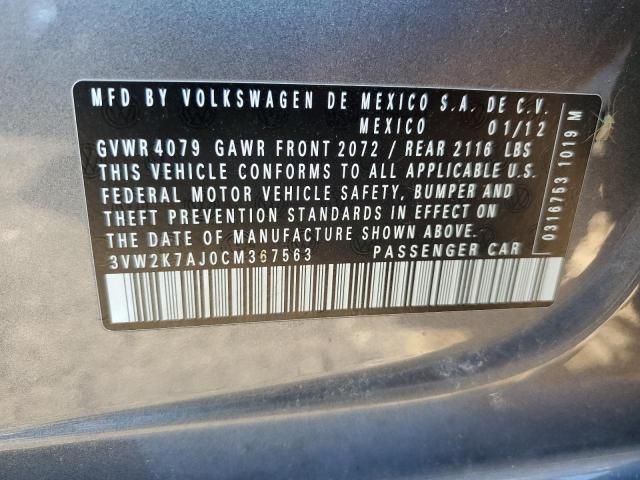 MFD BY VOLKSWAGEN DE MEXICO S.A. DE C.V.
MEXICO 01/12
GVWR 4079 GAWR FRONT 2072 / REAR 2116 LBS
THIS VEHICLE CONFORMS TO ALL APPLICABLE U.S.
FEDERAL MOTOR VEHICLE SAFETY, BUMPER AND
THEFT PREVENTION STANDARDS IN EFFECT ON
THE DATE OF MANUFACTURE SHOWN ABOVE.
3VW2K7AJ0CM367563 PASSENGER CAR
0316763 1019 M